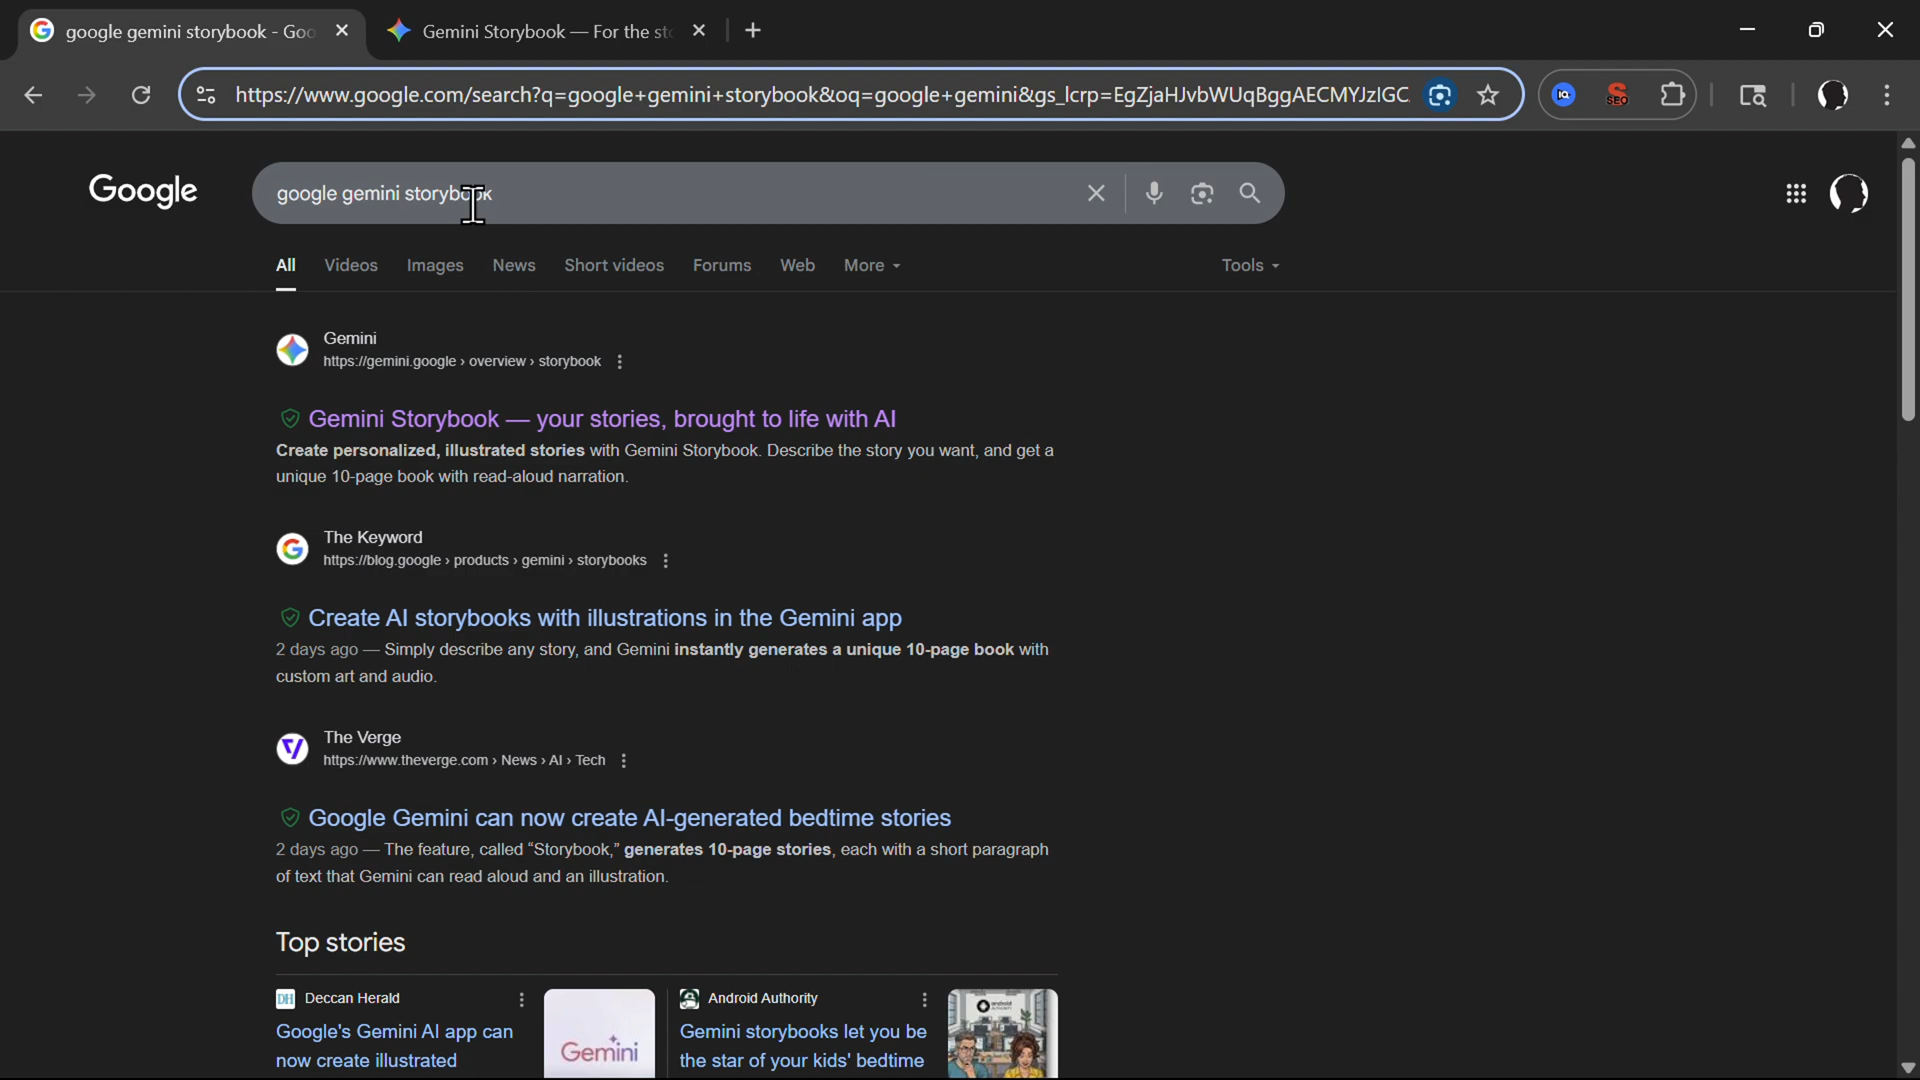 google gemini storybook - Goo
Gemini Storybook — For the sto
https://www.google.com/search?q=google+gemini+storybook&oq=google+gemini&gs_lcrp=EgZjaHJvbWUqBggAECMYJzIGC
Google
google gemini storybook
All Videos Images News Short videos Forums Web More Tools
Gemini
https://gemini.google › overview › storybook
Gemini Storybook — your stories, brought to life with AI
Create personalized, illustrated stories with Gemini Storybook. Describe the story you want, and get a
unique 10-page book with read-aloud narration.
The Keyword
https://blog.google › products › gemini › storybooks
Create AI storybooks with illustrations in the Gemini app
2 days ago — Simply describe any story, and Gemini instantly generates a unique 10-page book with
custom art and audio.
The Verge
https://www.theverge.com › News › AI › Tech
Google Gemini can now create AI-generated bedtime stories
2 days ago — The feature, called “Storybook,” generates 10-page stories, each with a short paragraph
of text that Gemini can read aloud and an illustration.
Top stories
DH Deccan Herald
Google's Gemini AI app can
now create illustrated
Gemini
Android Authority
Gemini storybooks let you be
the star of your kids' bedtime